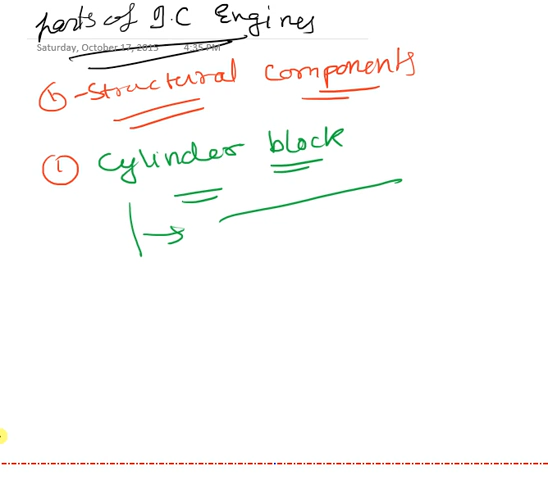 parts of I.C Engines
Saturday, October 17, 2015 4:35 PM
① -Structural components
① Cylinder block